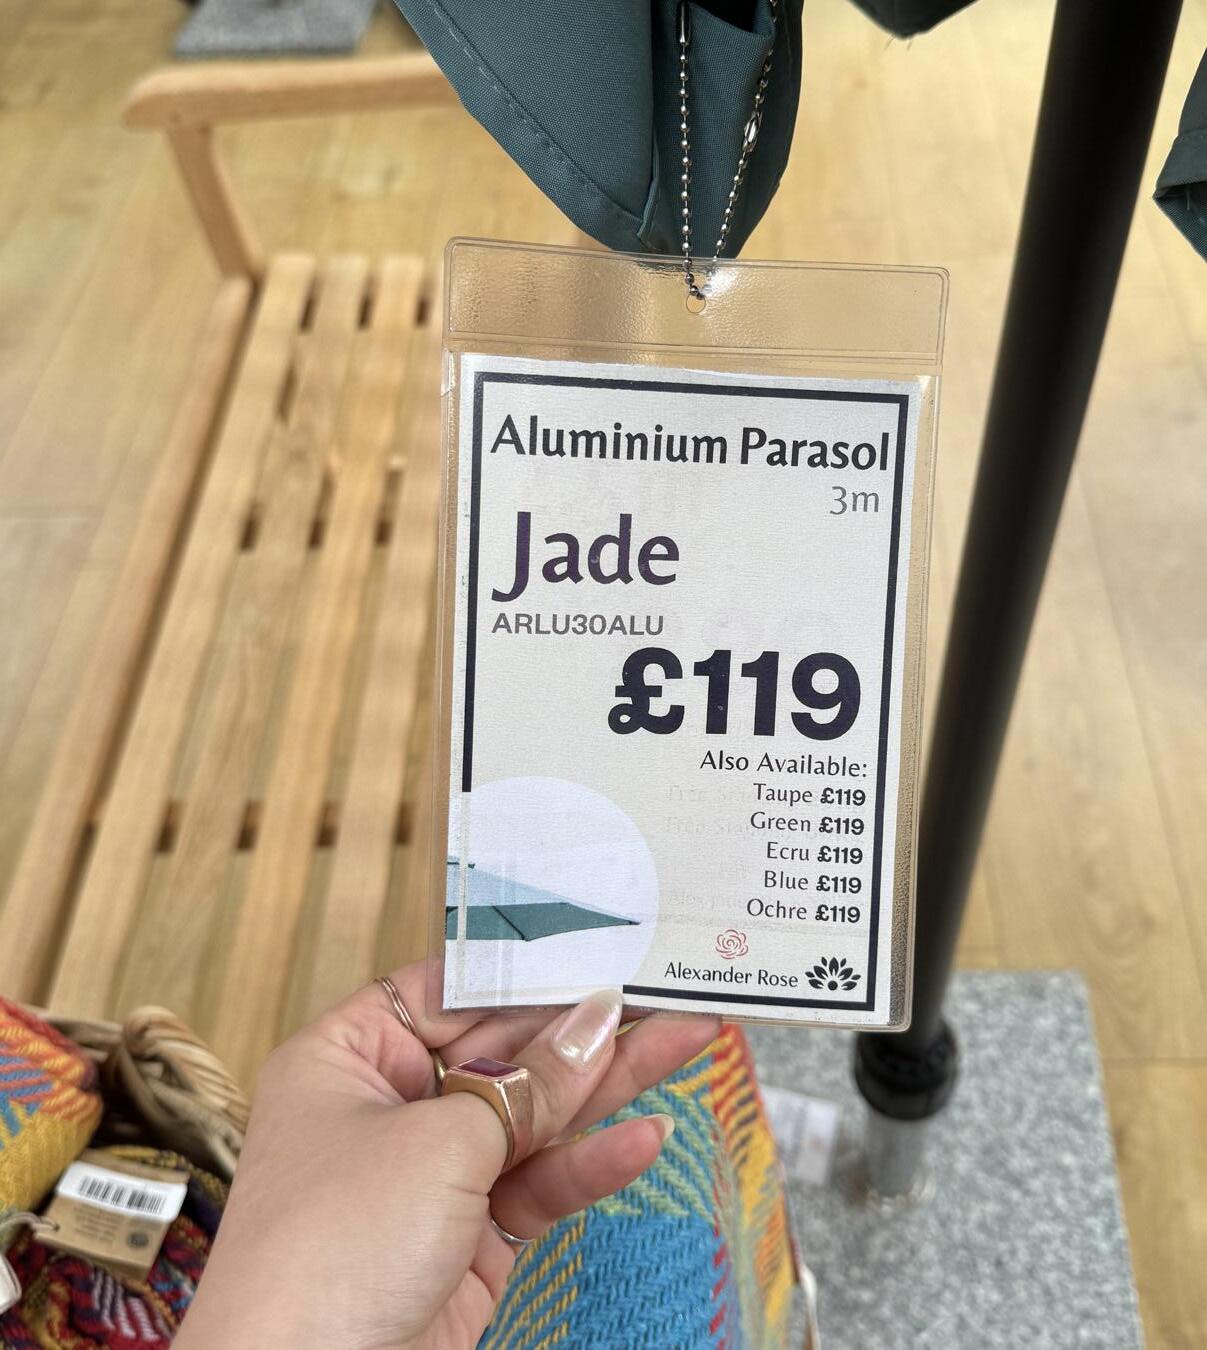 Aluminium Parasol
3m
Jade
ARLU30ALU
£119
Also Available:
Taupe £119
Green £119
Ecru £119
Blue £119
Ochre £119
Alexander Rose